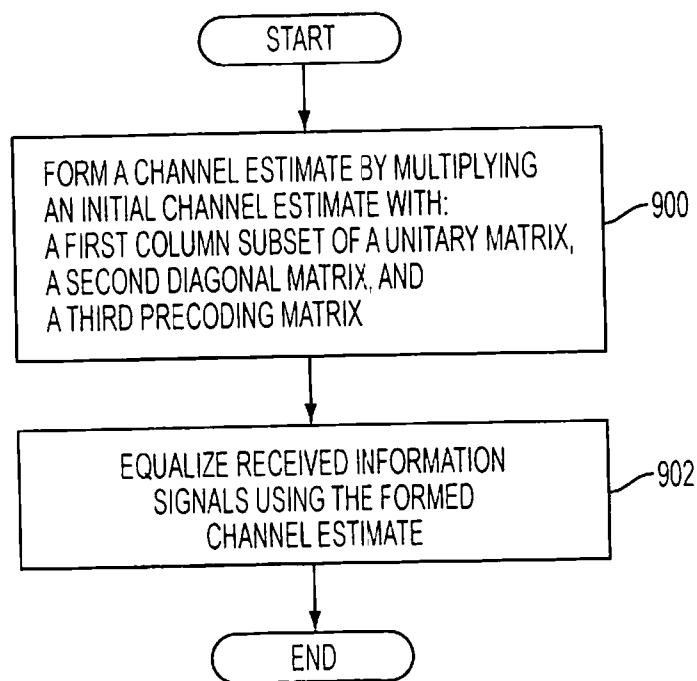 START
FORM A CHANNEL ESTIMATE BY MULTIPLYING
AN INITIAL CHANNEL ESTIMATE WITH:
A FIRST COLUMN SUBSET OF A UNITARY MATRIX,
A SECOND DIAGONAL MATRIX, AND
A THIRD PRECODING MATRIX
900
EQUALIZE RECEIVED INFORMATION
SIGNALS USING THE FORMED
CHANNEL ESTIMATE
902
END